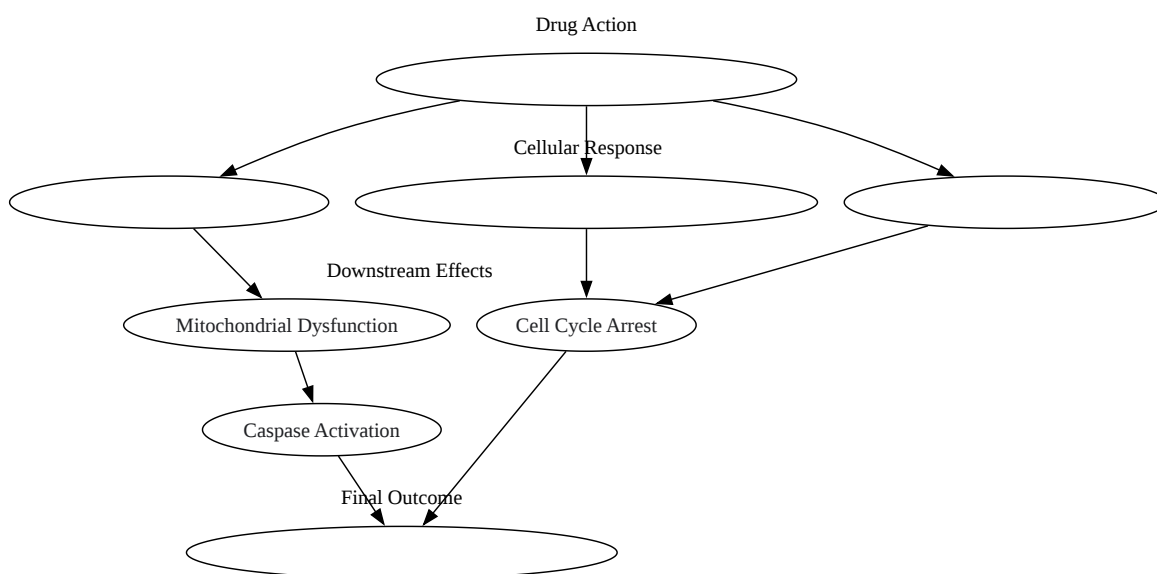 Drug Action
Cellular Response
Downstream Effects
Mitochondrial Dysfunction
Cell Cycle Arrest
Caspase Activation
Final Outcome